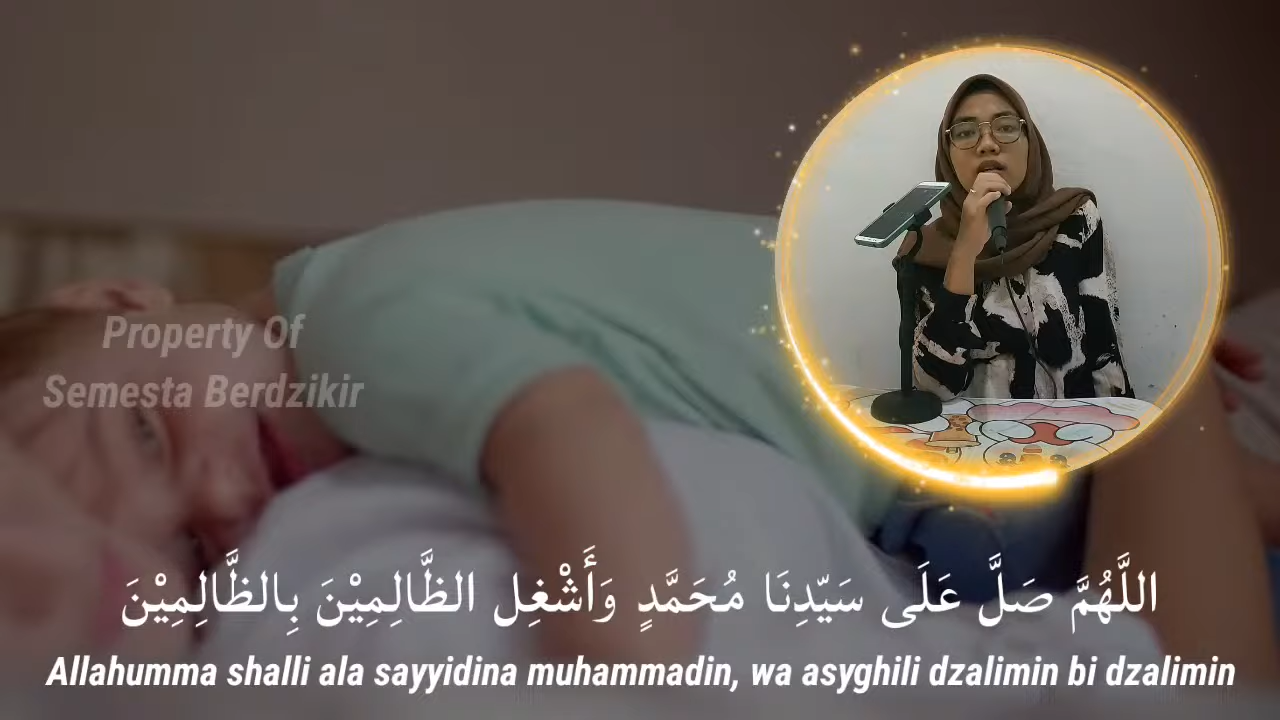 Property Of
Semesta Berdzikir
اللَّهُمَّ صَلَّ عَلَى سَيّدِنَا مُحَمَّدٍ وَأَشْغِل الظَّالِمِيْنَ بِالظَّالِمِيْنَ
Allahumma shalli ala sayyidina muhammadin, wa asyghili dzalimin bi dzalimin